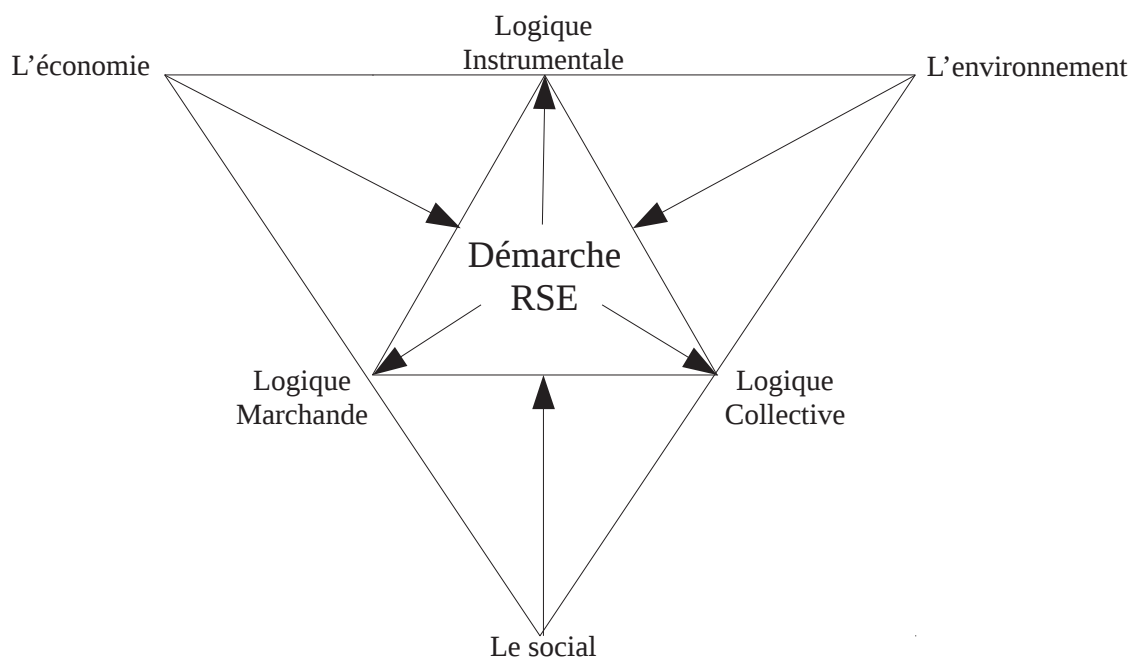 Logique
Instrumentale
L’économie
L’environnement
Démarche
RSE
Logique
Marchande
Logique
Collective
Le social